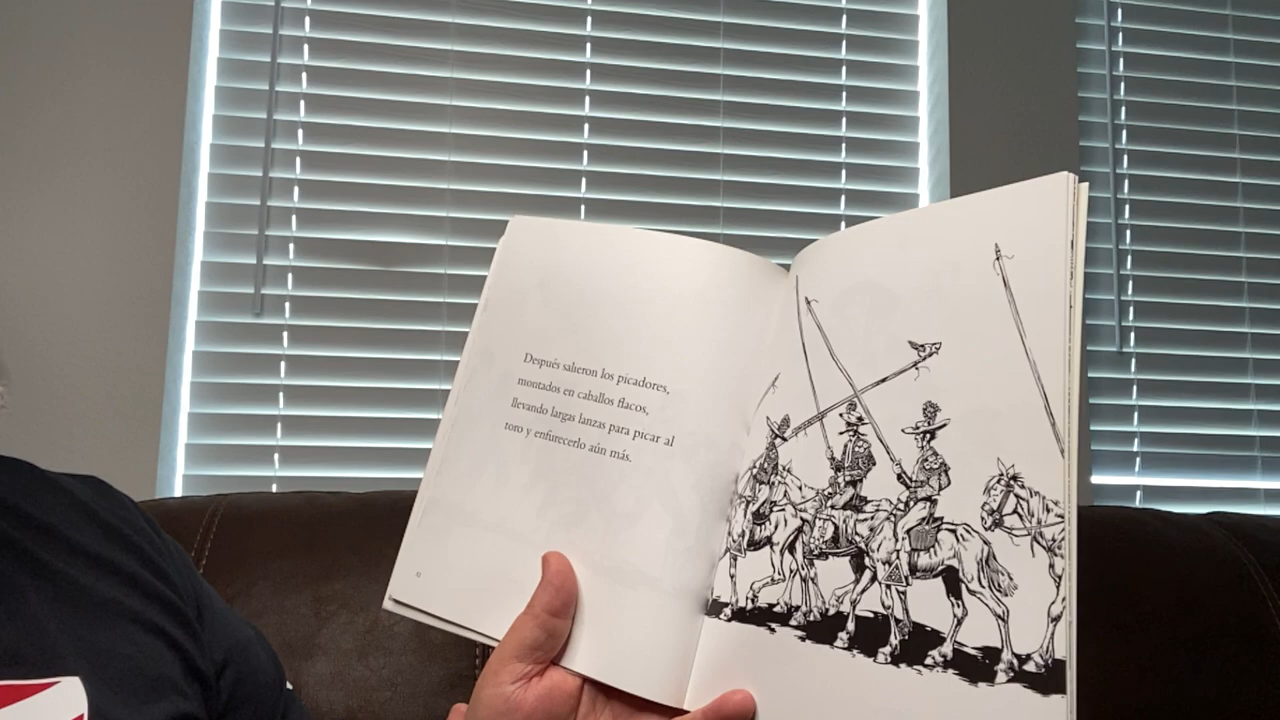 Después salieron los picadores,
montados en caballos flacos,
llevando largas lanzas para picar al
toro y enfurecerlo aún más.